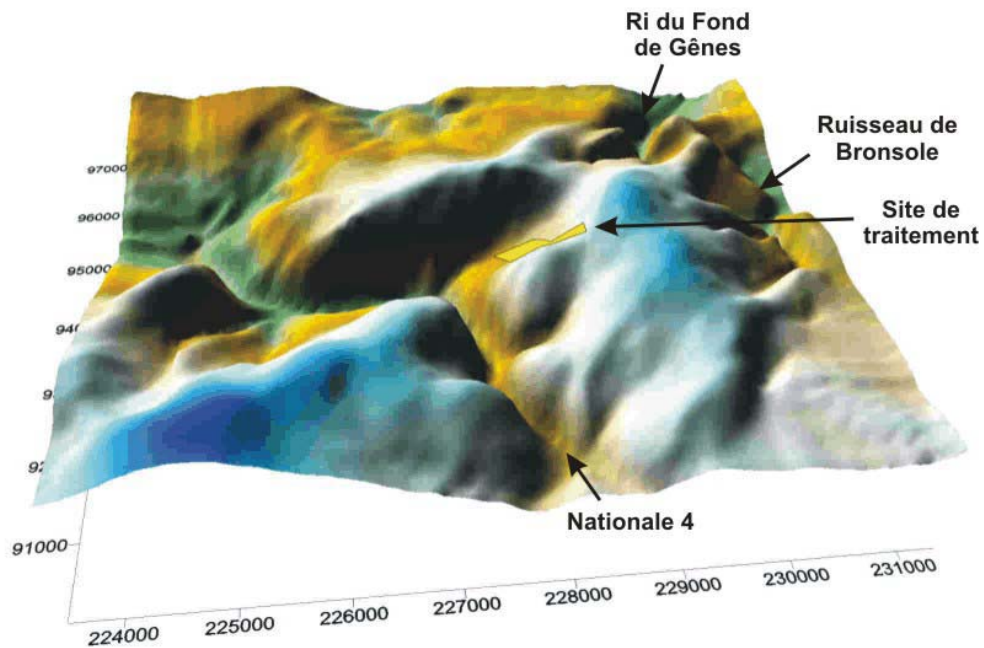 Ri du Fond
de Gênes
Ruisseau de
Bronsole
Site de
traitement
Nationale 4
97000
96000
95000
91000
224000
225000
226000
227000
228000
229000
230000
231000